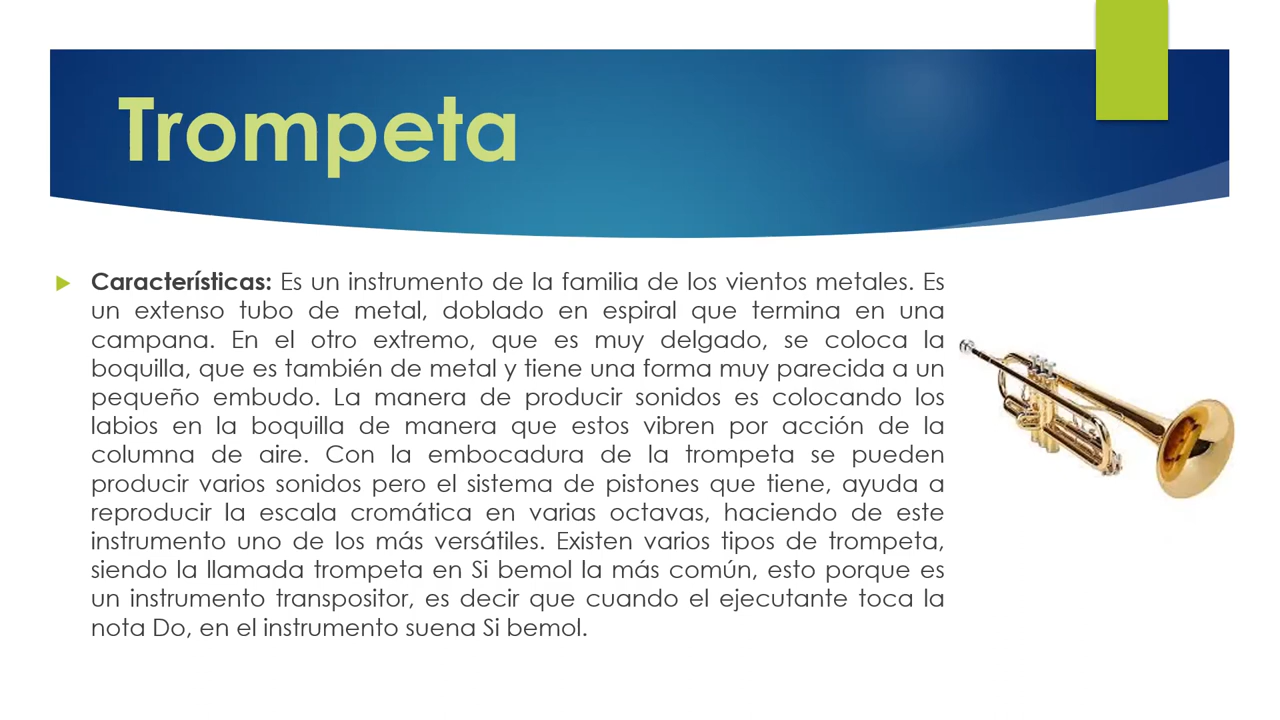 Trompeta
Características: Es un instrumento de la familia de los vientos metales. Es
un extenso tubo de metal, doblado en espiral que termina en una
campana. En el otro extremo, que es muy delgado, se coloca la
boquilla, que es también de metal y tiene una forma muy parecida a un
pequeño embudo. La manera de producir sonidos es colocando los
labios en la boquilla de manera que estos vibren por acción de la
columna de aire. Con la embocadura de la trompeta se pueden
producir varios sonidos pero el sistema de pistones que tiene, ayuda a
reproducir la escala cromática en varias octavas, haciendo de este
instrumento uno de los más versátiles. Existen varios tipos de trompeta,
siendo la llamada trompeta en Si bemol la más común, esto porque es
un instrumento transpositor, es decir que cuando el ejecutante toca la
nota Do, en el instrumento suena Si bemol.